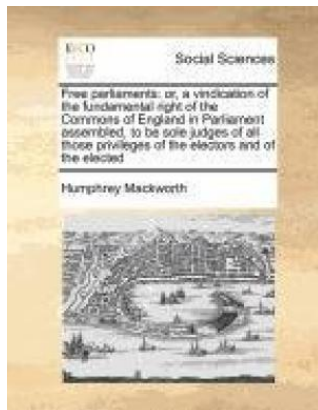 ECCO
Social Sciences
Free parliaments: or, a vindication of
the fundamental right of the
Commons of England in Parliament
assembled, to be sole judges of all
those privileges of the electors and of
the elected
Humphrey Mackworth